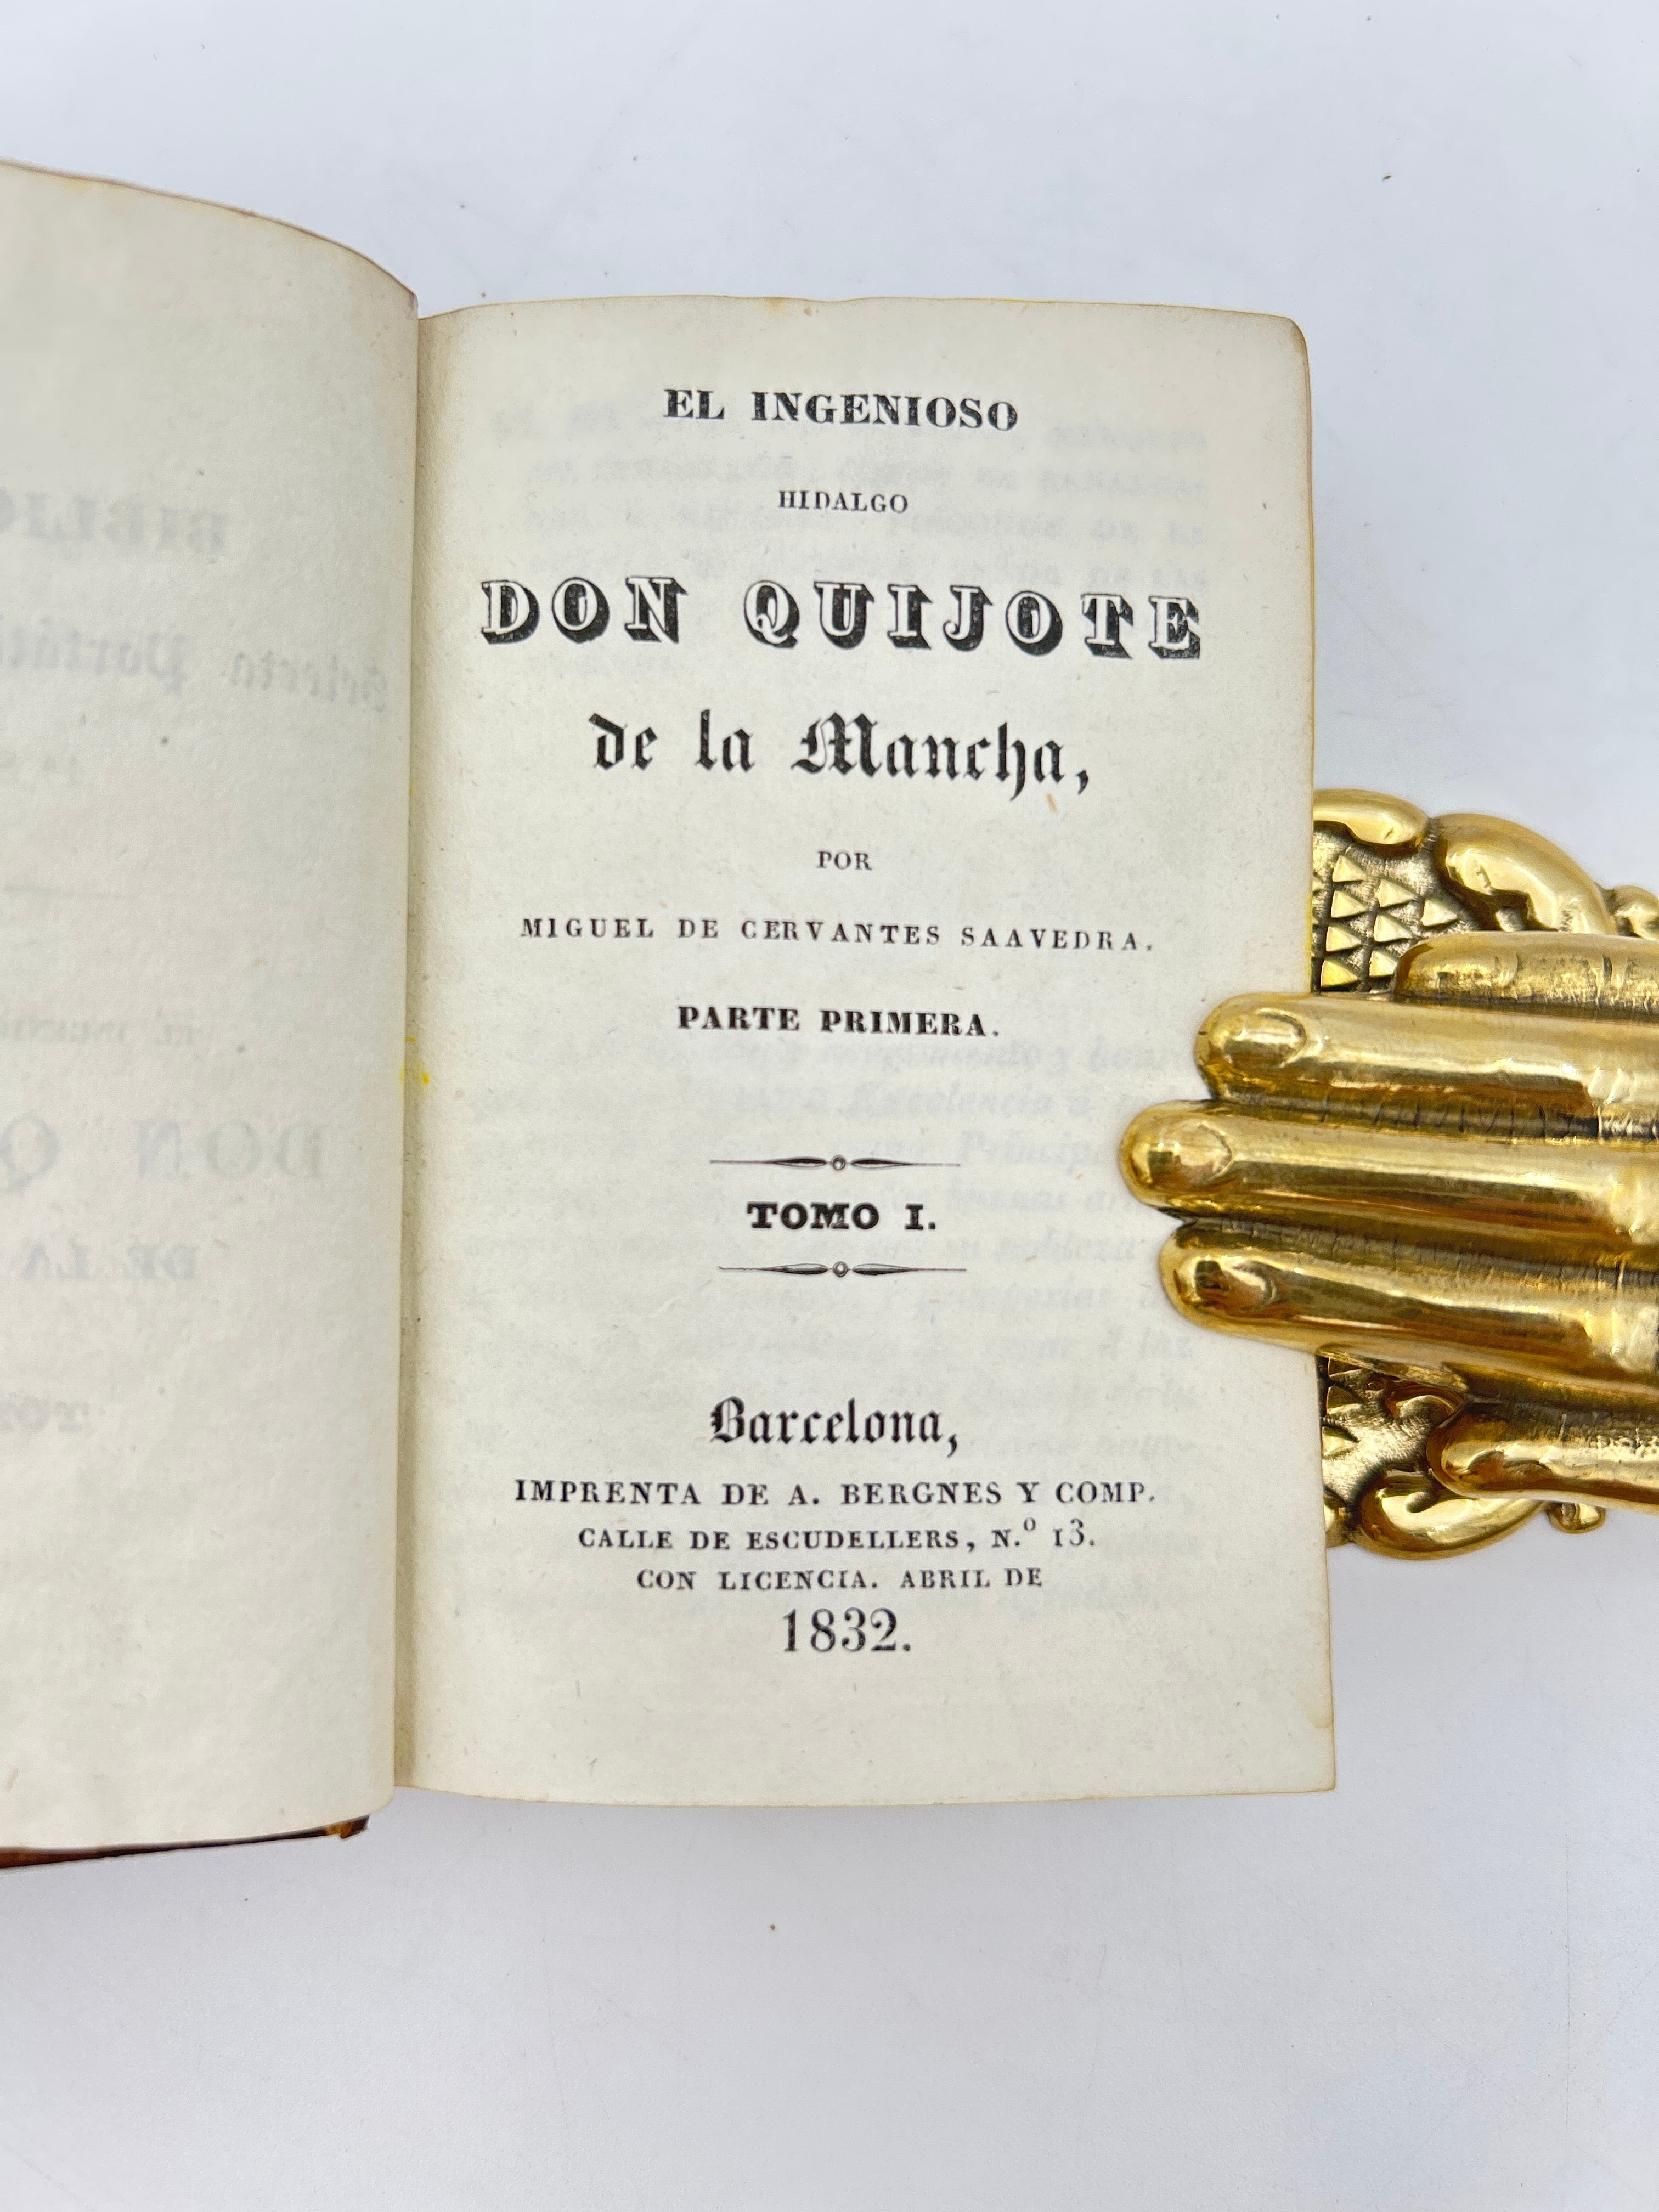 EL INGENIOSO
HIDALGO
DON QUIJOTE
de la Mancha,
POR
MIGUEL DE CERVANTES SAAVEDRA.
PARTE PRIMERA.
TOMO I.
Barcelona,
IMPRENTA DE A. BERGNES Y COMP.
CALLE DE ESCUDELLERS, N.º 13.
CON LICENCIA. ABRIL DE
1832.